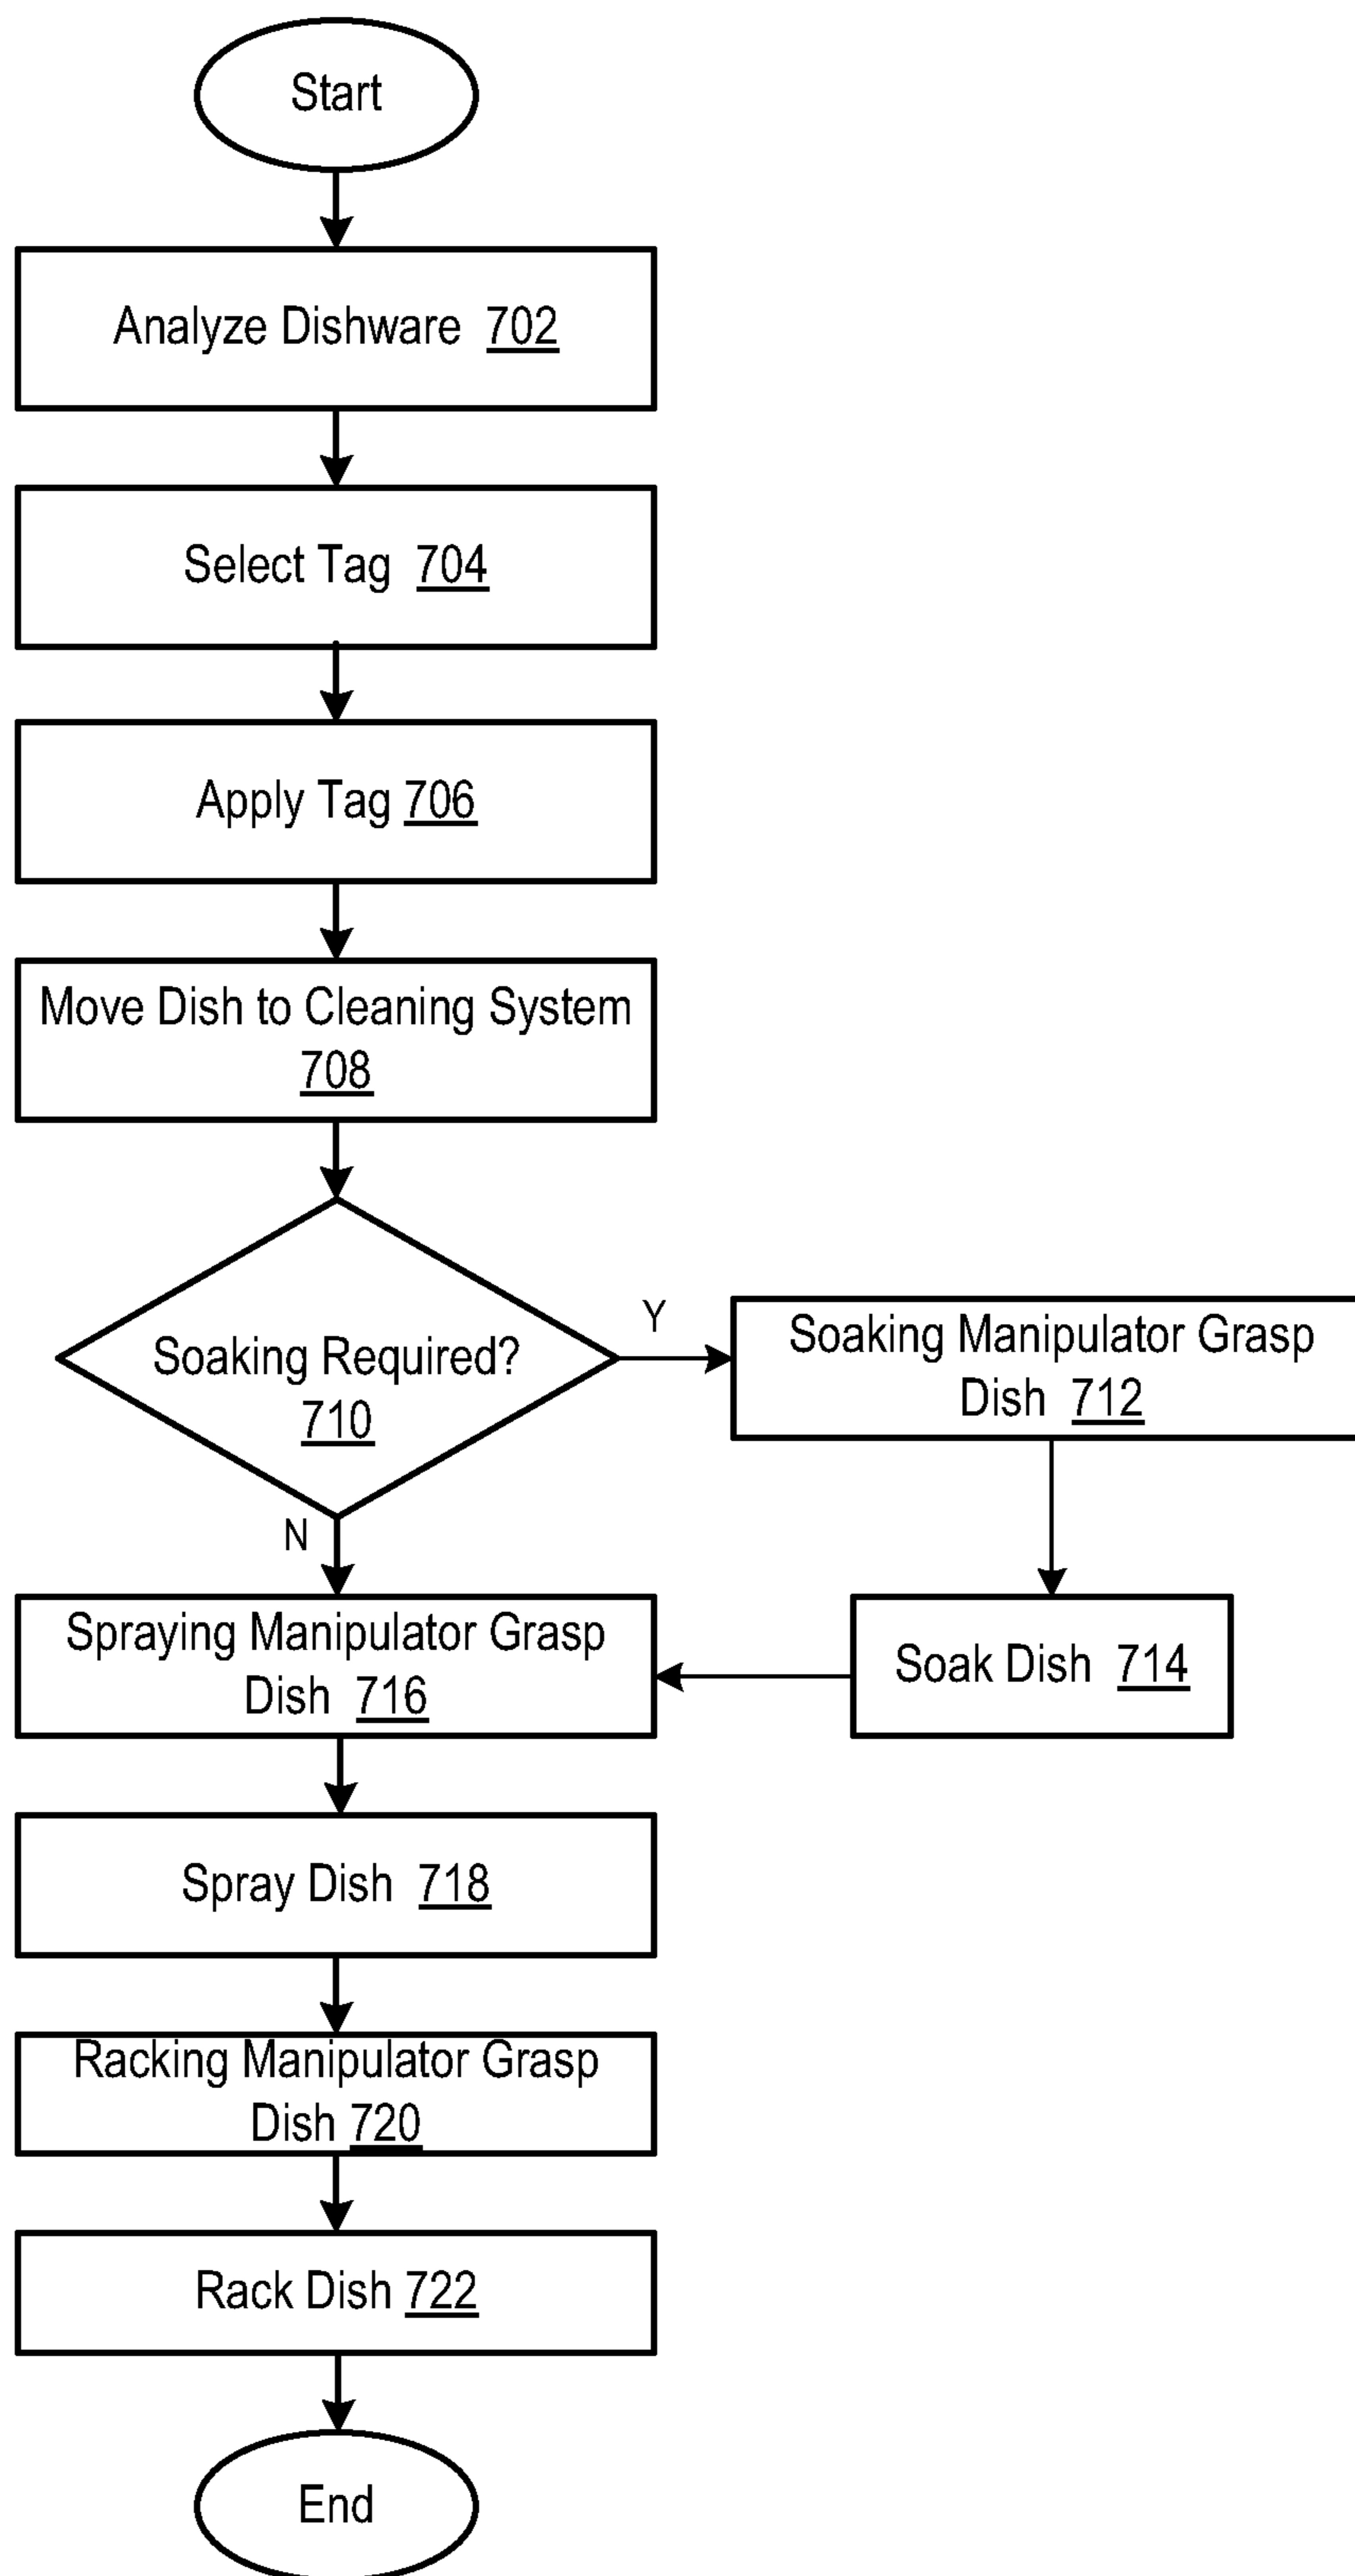 Start
Analyze Dishware 702
Select Tag 704
Apply Tag 706
Move Dish to Cleaning System
708
Soaking Required?
710
Y
Soaking Manipulator Grasp
Dish 712
N
Spraying Manipulator Grasp
Dish 716
Soak Dish 714
Spray Dish 718
Racking Manipulator Grasp
Dish 720
Rack Dish 722
End